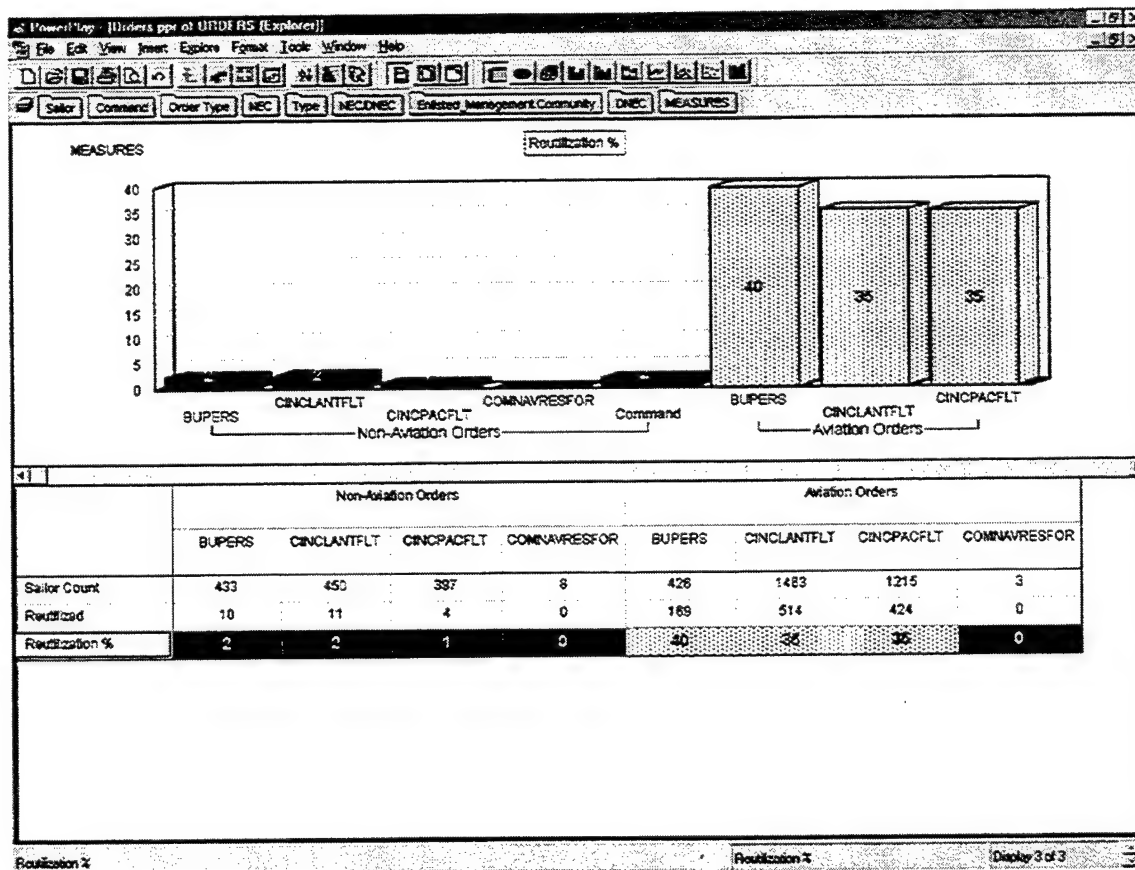 PowerPlay - [Orders.ppr of ORDERS (Explorer)]
File Edit View Insert Explore Format Tools Window Help
Sailor Command Order Type NEC Type NEC/DNEC Enlisted_Management.Community DNEC MEASURES
MEASURES
Reutilization %
40
35
30
25
20
15
10
5
0
2 2 40 35 35
BUPERS CINCLANTFLT CINCPACFLT COMNAVRESFOR Command BUPERS CINCLANTFLT CINCPACFLT
Non-Aviation Orders Aviation Orders
Non-Aviation Orders Aviation Orders
BUPERS CINCLANTFLT CINCPACFLT COMNAVRESFOR BUPERS CINCLANTFLT CINCPACFLT COMNAVRESFOR
Sailor Count 433 450 397 8 426 1483 1215 3
Reutilized 10 11 4 0 169 514 424 0
Reutilization % 2 2 1 0 40 35 35 0
Reutilization % Reutilization % Display 3 of 3